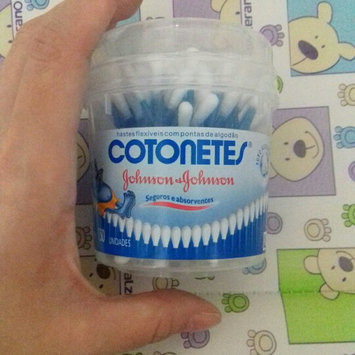 hastes flexíveis com pontas de algodão
COTONETES®
Johnson & Johnson
Seguros e absorventes
UNIDADES